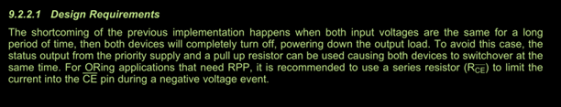 9.2.2.1 Design Requirements
The shortcoming of the previous implementation happens when both input voltages are the same for a long
period of time, then both devices will completely turn off, powering down the output load. To avoid this case, the
status output from the priority supply and a pull up resistor can be used causing both devices to switchover at the
same time. For ORing applications that need RPP, it is recommended to use a series resistor (RCE) to limit the
current into the CE pin during a negative voltage event.